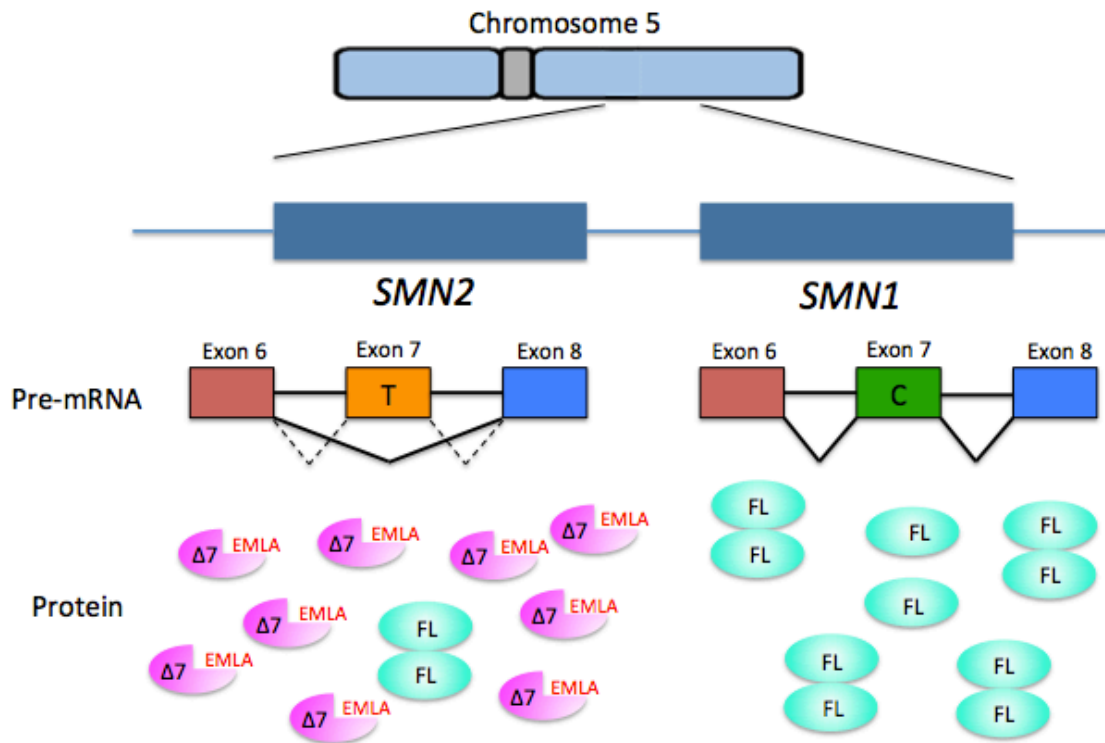 Chromosome 5
SMN2 SMN1
Exon 6 Exon 7 Exon 8 Exon 6 Exon 7 Exon 8
Pre-mRNA T C
Protein
Δ7 EMLA
Δ7 EMLA
Δ7 EMLA
Δ7 EMLA
Δ7 EMLA
Δ7 EMLA
Δ7 EMLA
Δ7 EMLA
Δ7 EMLA
FL
FL
FL
FL
FL
FL
FL
FL
FL
FL
FL
FL